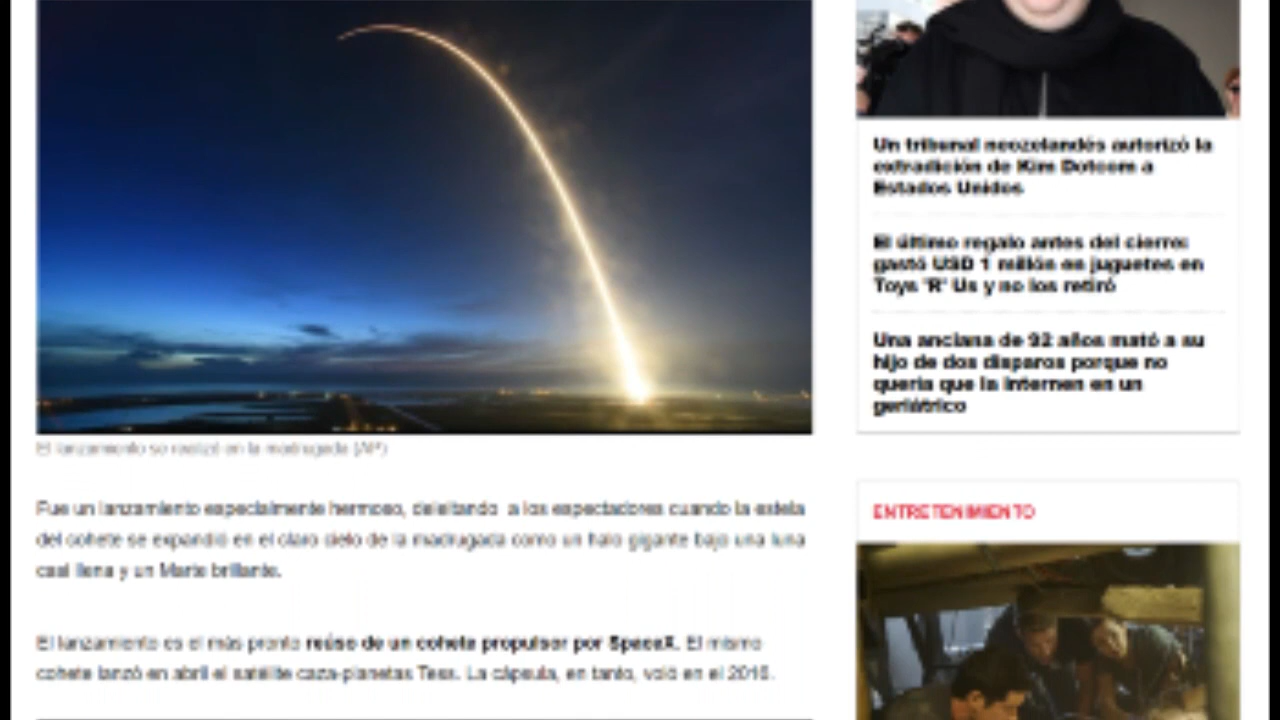 El lanzamiento se realizó en la madrugada (AP)
Fue un lanzamiento especialmente hermoso, deleitando a los espectadores cuando la estela
del cohete se expandió en el claro cielo de la madrugada como un halo gigante bajo una luna
casi llena y un Marte brillante.
El lanzamiento es el más pronto reúso de un cohete propulsor por SpaceX. El mismo
cohete lanzó en abril el satélite caza-planetas Tess. La cápsula, en tanto, voló en el 2016.
Un tribunal neozelandés autorizó la
extradición de Kim Dotcom a
Estados Unidos
El último regalo antes del cierre:
gastó USD 1 millón en juguetes en
Toys "R" Us y no los retiró
Una anciana de 92 años mató a su
hijo de dos disparos porque no
quería que la internen en un
geriátrico
ENTRETENIMIENTO